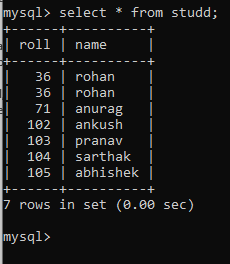 mysql> select * from studd;
+------+----------+
| roll | name     |
+------+----------+
|   36 | rohan    |
|   36 | rohan    |
|   71 | anurag   |
|  102 | ankush   |
|  103 | pranav   |
|  104 | sarthak  |
|  105 | abhishek |
+------+----------+
7 rows in set (0.00 sec)
mysql>